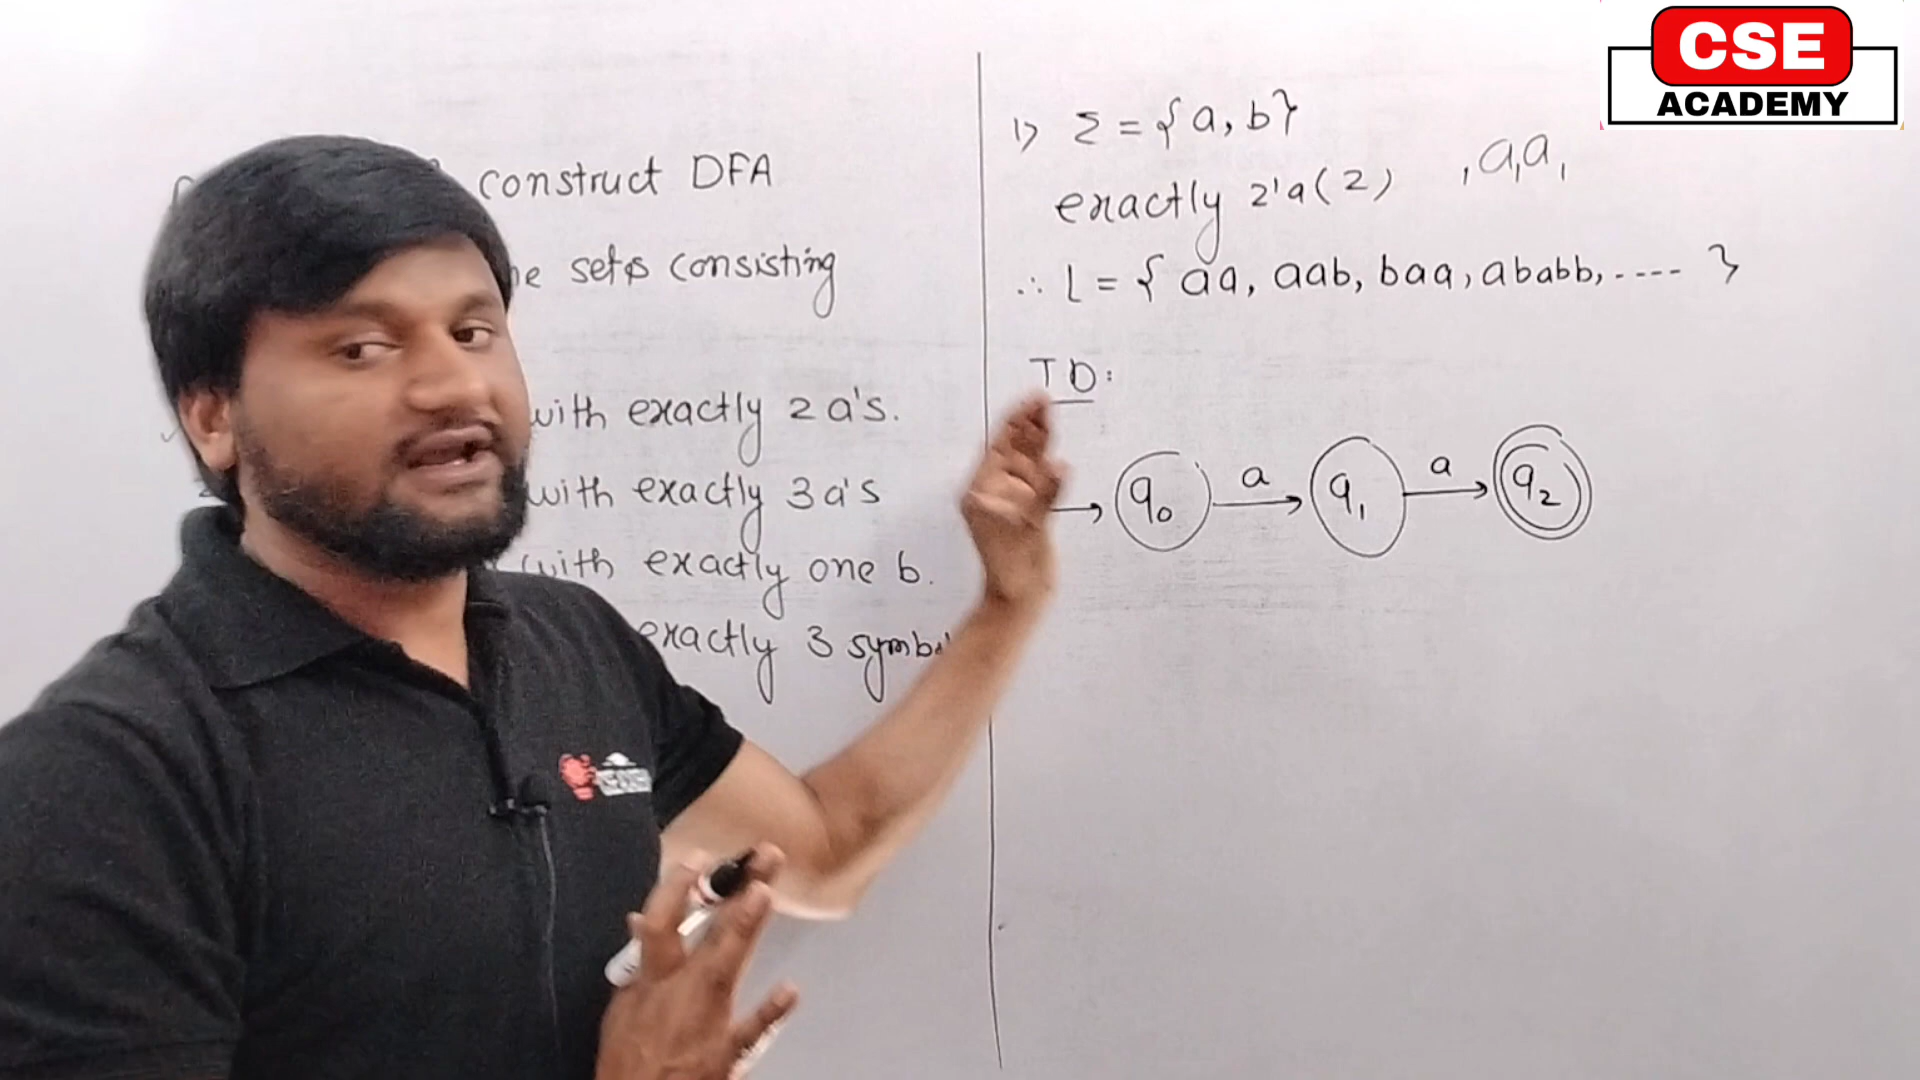 construct DFA
sets consisting
with exactly 2 a's.
with exactly 3 a's
with exactly one b.
exactly 3
1) Σ = {a, b}
exactly 2'a(2) , a, a,
∴ L = { aa, aab, baa, ababb, ---- }
TD:
q0 a q1 a q2
CSE
ACADEMY